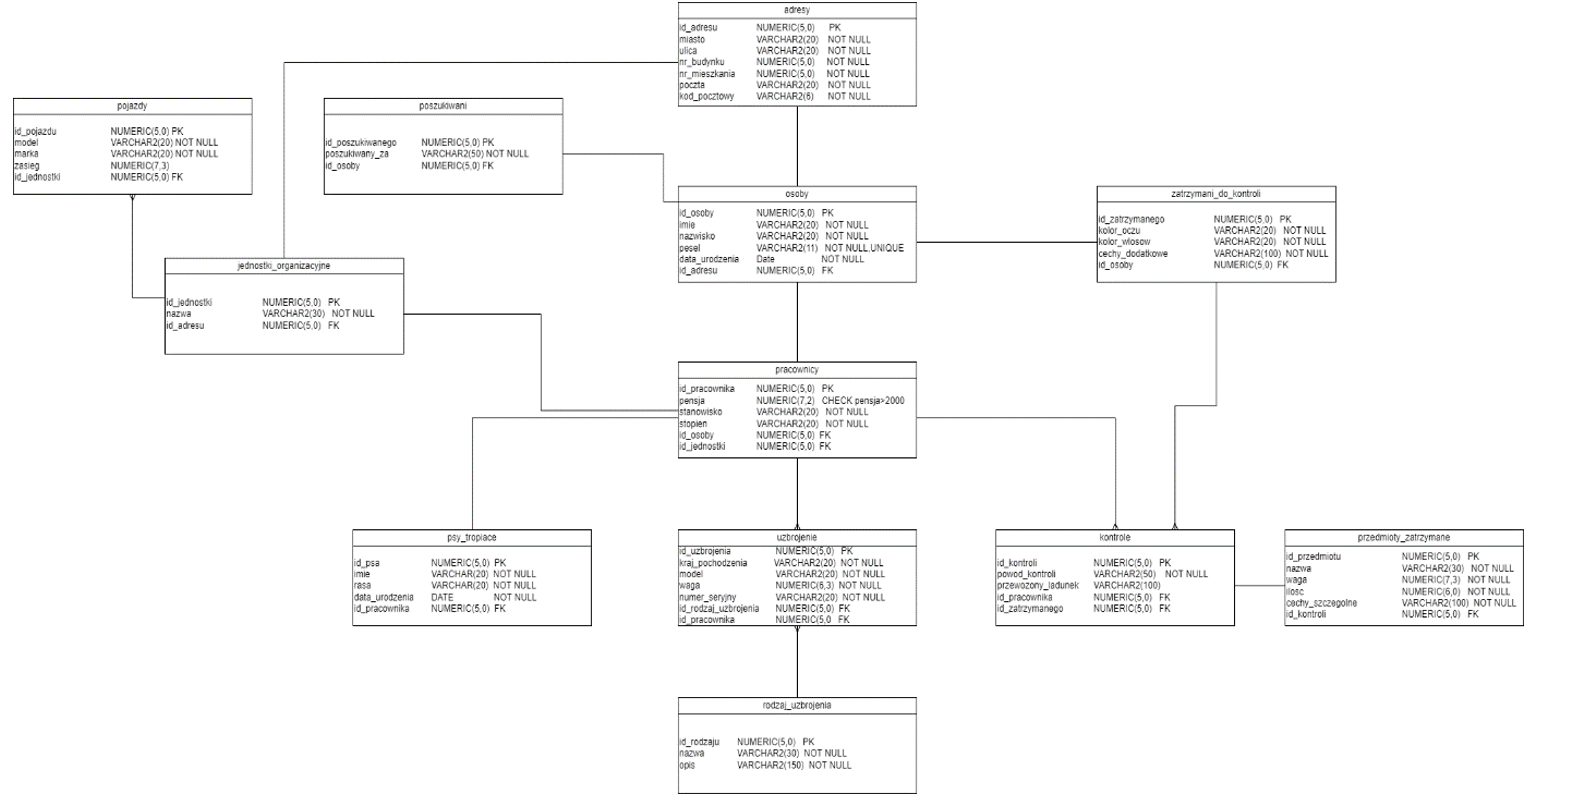 adresy
id_adresu NUMERIC(5,0) PK
miasto VARCHAR2(20) NOT NULL
ulica VARCHAR2(20) NOT NULL
nr_budynku NUMERIC(5,0) NOT NULL
nr_mieszkania NUMERIC(5,0) NOT NULL
poczta VARCHAR2(20) NOT NULL
kod_pocztowy VARCHAR2(6) NOT NULL
pojazdy
id_pojazdu NUMERIC(5,0) PK
model VARCHAR2(20) NOT NULL
marka VARCHAR2(20) NOT NULL
zasieg NUMERIC(7,3)
id_jednostki NUMERIC(5,0) FK
poszukiwani
id_poszukiwanego NUMERIC(5,0) PK
poszukiwany_za VARCHAR2(50) NOT NULL
id_osoby NUMERIC(5,0) FK
osoby
id_osoby NUMERIC(5,0) PK
imie VARCHAR2(20) NOT NULL
nazwisko VARCHAR2(20) NOT NULL
pesel VARCHAR2(11) NOT NULL,UNIQUE
data_urodzenia Date NOT NULL
id_adresu NUMERIC(5,0) FK
zatrzymani_do_kontroli
id_zatrzymanego NUMERIC(5,0) PK
kolor_oczu VARCHAR2(20) NOT NULL
kolor_wlosow VARCHAR2(20) NOT NULL
cechy_dodatkowe VARCHAR2(100) NOT NULL
id_osoby NUMERIC(5,0) FK
jednostki_organizacyjne
id_jednostki NUMERIC(5,0) PK
nazwa VARCHAR2(30) NOT NULL
id_adresu NUMERIC(5,0) FK
pracownicy
id_pracownika NUMERIC(5,0) PK
pensja NUMERIC(7,2) CHECK pensja>2000
stanowisko VARCHAR2(20) NOT NULL
stopien VARCHAR2(20) NOT NULL
id_osoby NUMERIC(5,0) FK
id_jednostki NUMERIC(5,0) FK
psy_tropiace
id_psa NUMERIC(5,0) PK
imie VARCHAR(20) NOT NULL
rasa VARCHAR(20) NOT NULL
data_urodzenia DATE NOT NULL
id_pracownika NUMERIC(5,0) FK
uzbrojenie
id_uzbrojenia NUMERIC(5,0) PK
kraj_pochodzenia VARCHAR2(20) NOT NULL
model VARCHAR2(20) NOT NULL
waga NUMERIC(6,3) NOT NULL
numer_seryjny VARCHAR2(20) NOT NULL
id_rodzaj_uzbrojenia NUMERIC(5,0) FK
id_pracownika NUMERIC(5,0 FK
kontrole
id_kontroli NUMERIC(5,0) PK
powod_kontroli VARCHAR2(50) NOT NULL
przewozony_ladunek VARCHAR2(100)
id_pracownika NUMERIC(5,0) FK
id_zatrzymanego NUMERIC(5,0) FK
przedmioty_zatrzymane
id_przedmiotu NUMERIC(5,0) PK
nazwa VARCHAR2(30) NOT NULL
waga NUMERIC(7,3) NOT NULL
ilosc NUMERIC(6,0) NOT NULL
cechy_szczegolne VARCHAR2(100) NOT NULL
id_kontroli NUMERIC(5,0) FK
rodzaj_uzbrojenia
id_rodzaju NUMERIC(5,0) PK
nazwa VARCHAR2(30) NOT NULL
opis VARCHAR2(150) NOT NULL